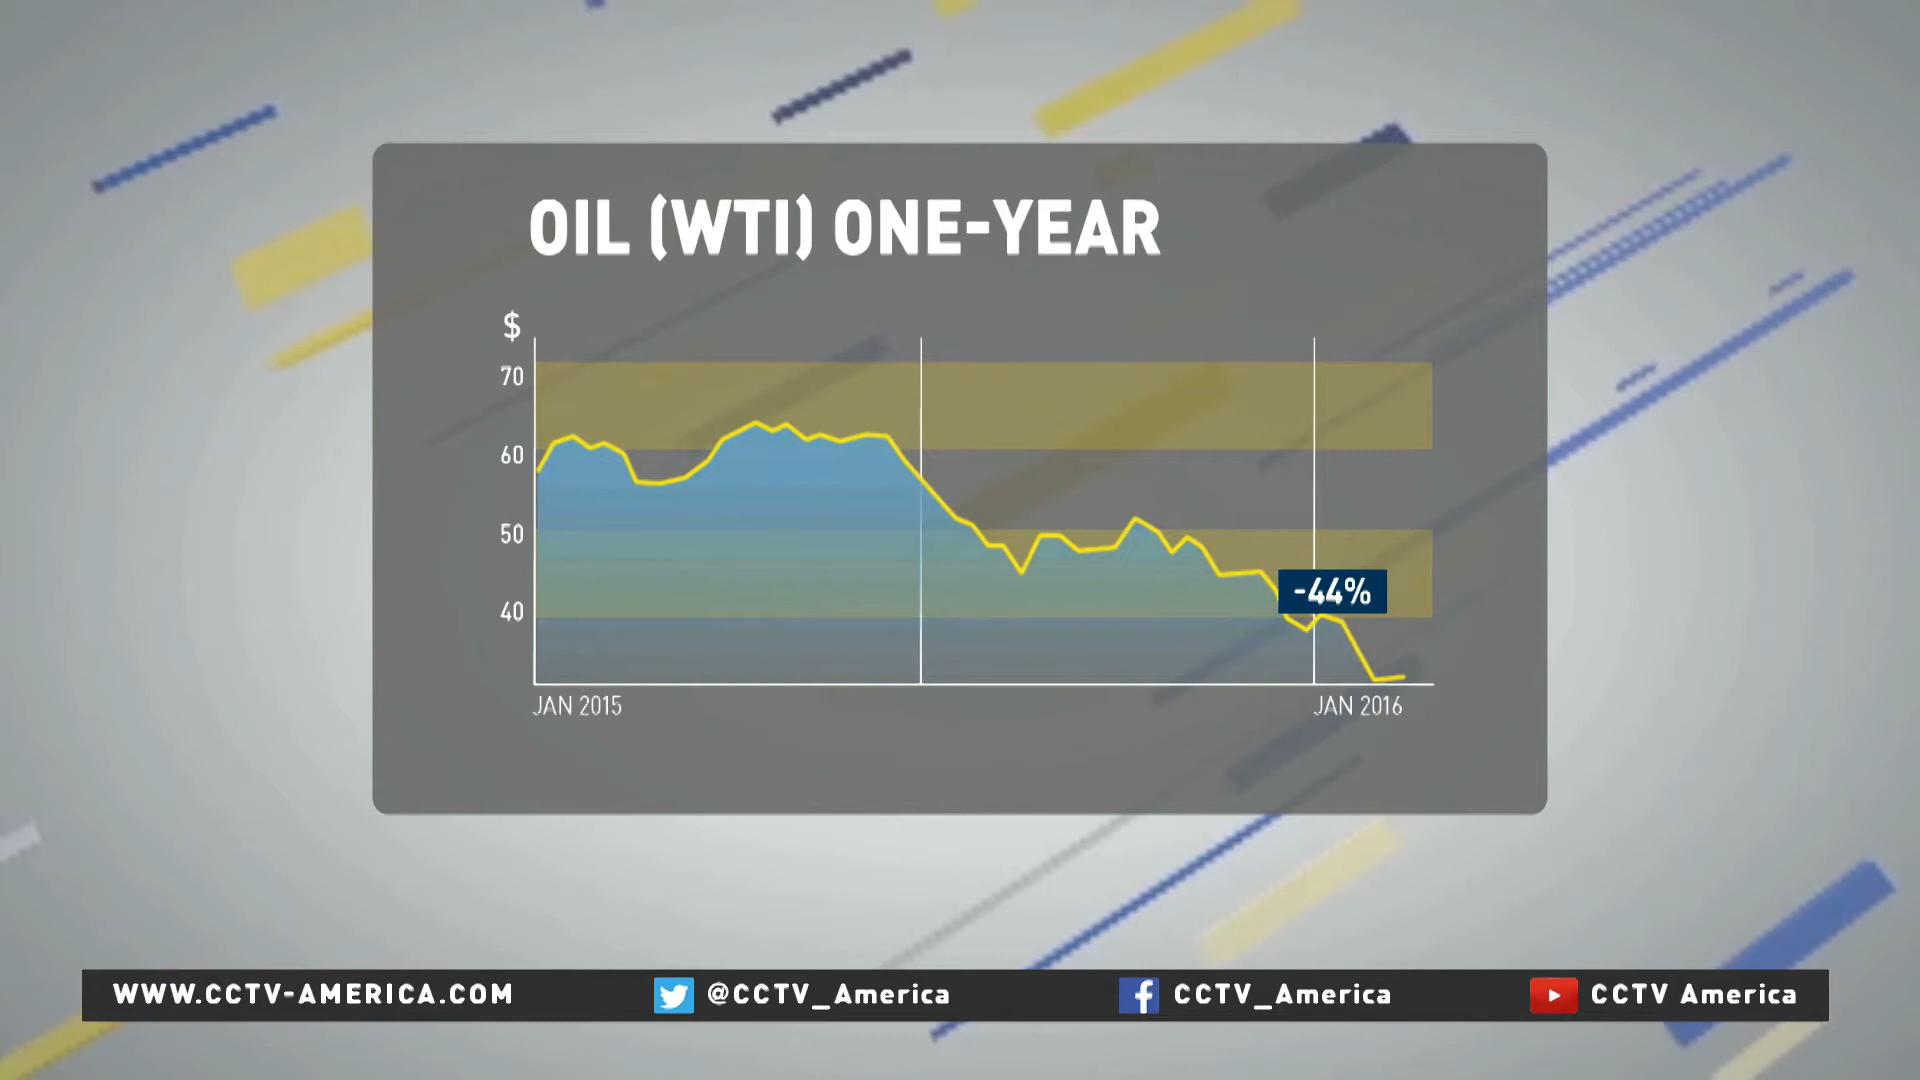 OIL (WTI) ONE-YEAR
$
70
60
50
40
-44%
JAN 2015
JAN 2016
WWW.CCTV-AMERICA.COM
@CCTV_America
CCTV_America
CCTV America